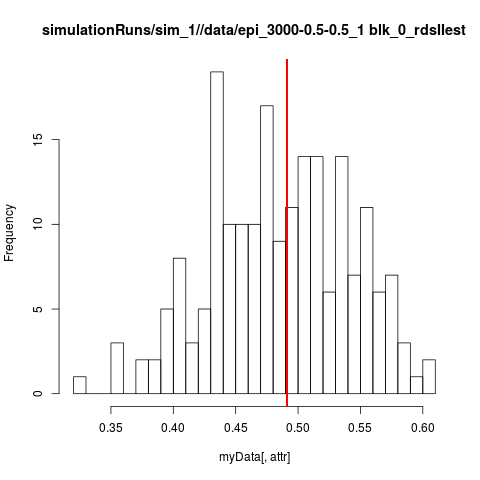 simulationRuns/sim_1//data/epi_3000-0.5-0.5_1 blk_0_rdsllest
Frequency
15
10
5
0
0.35 0.40 0.45 0.50 0.55 0.60
myData[, attr]